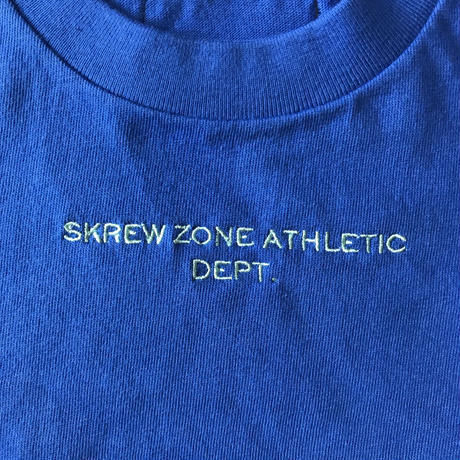 SKREW ZONE ATHLETIC
DEPT.